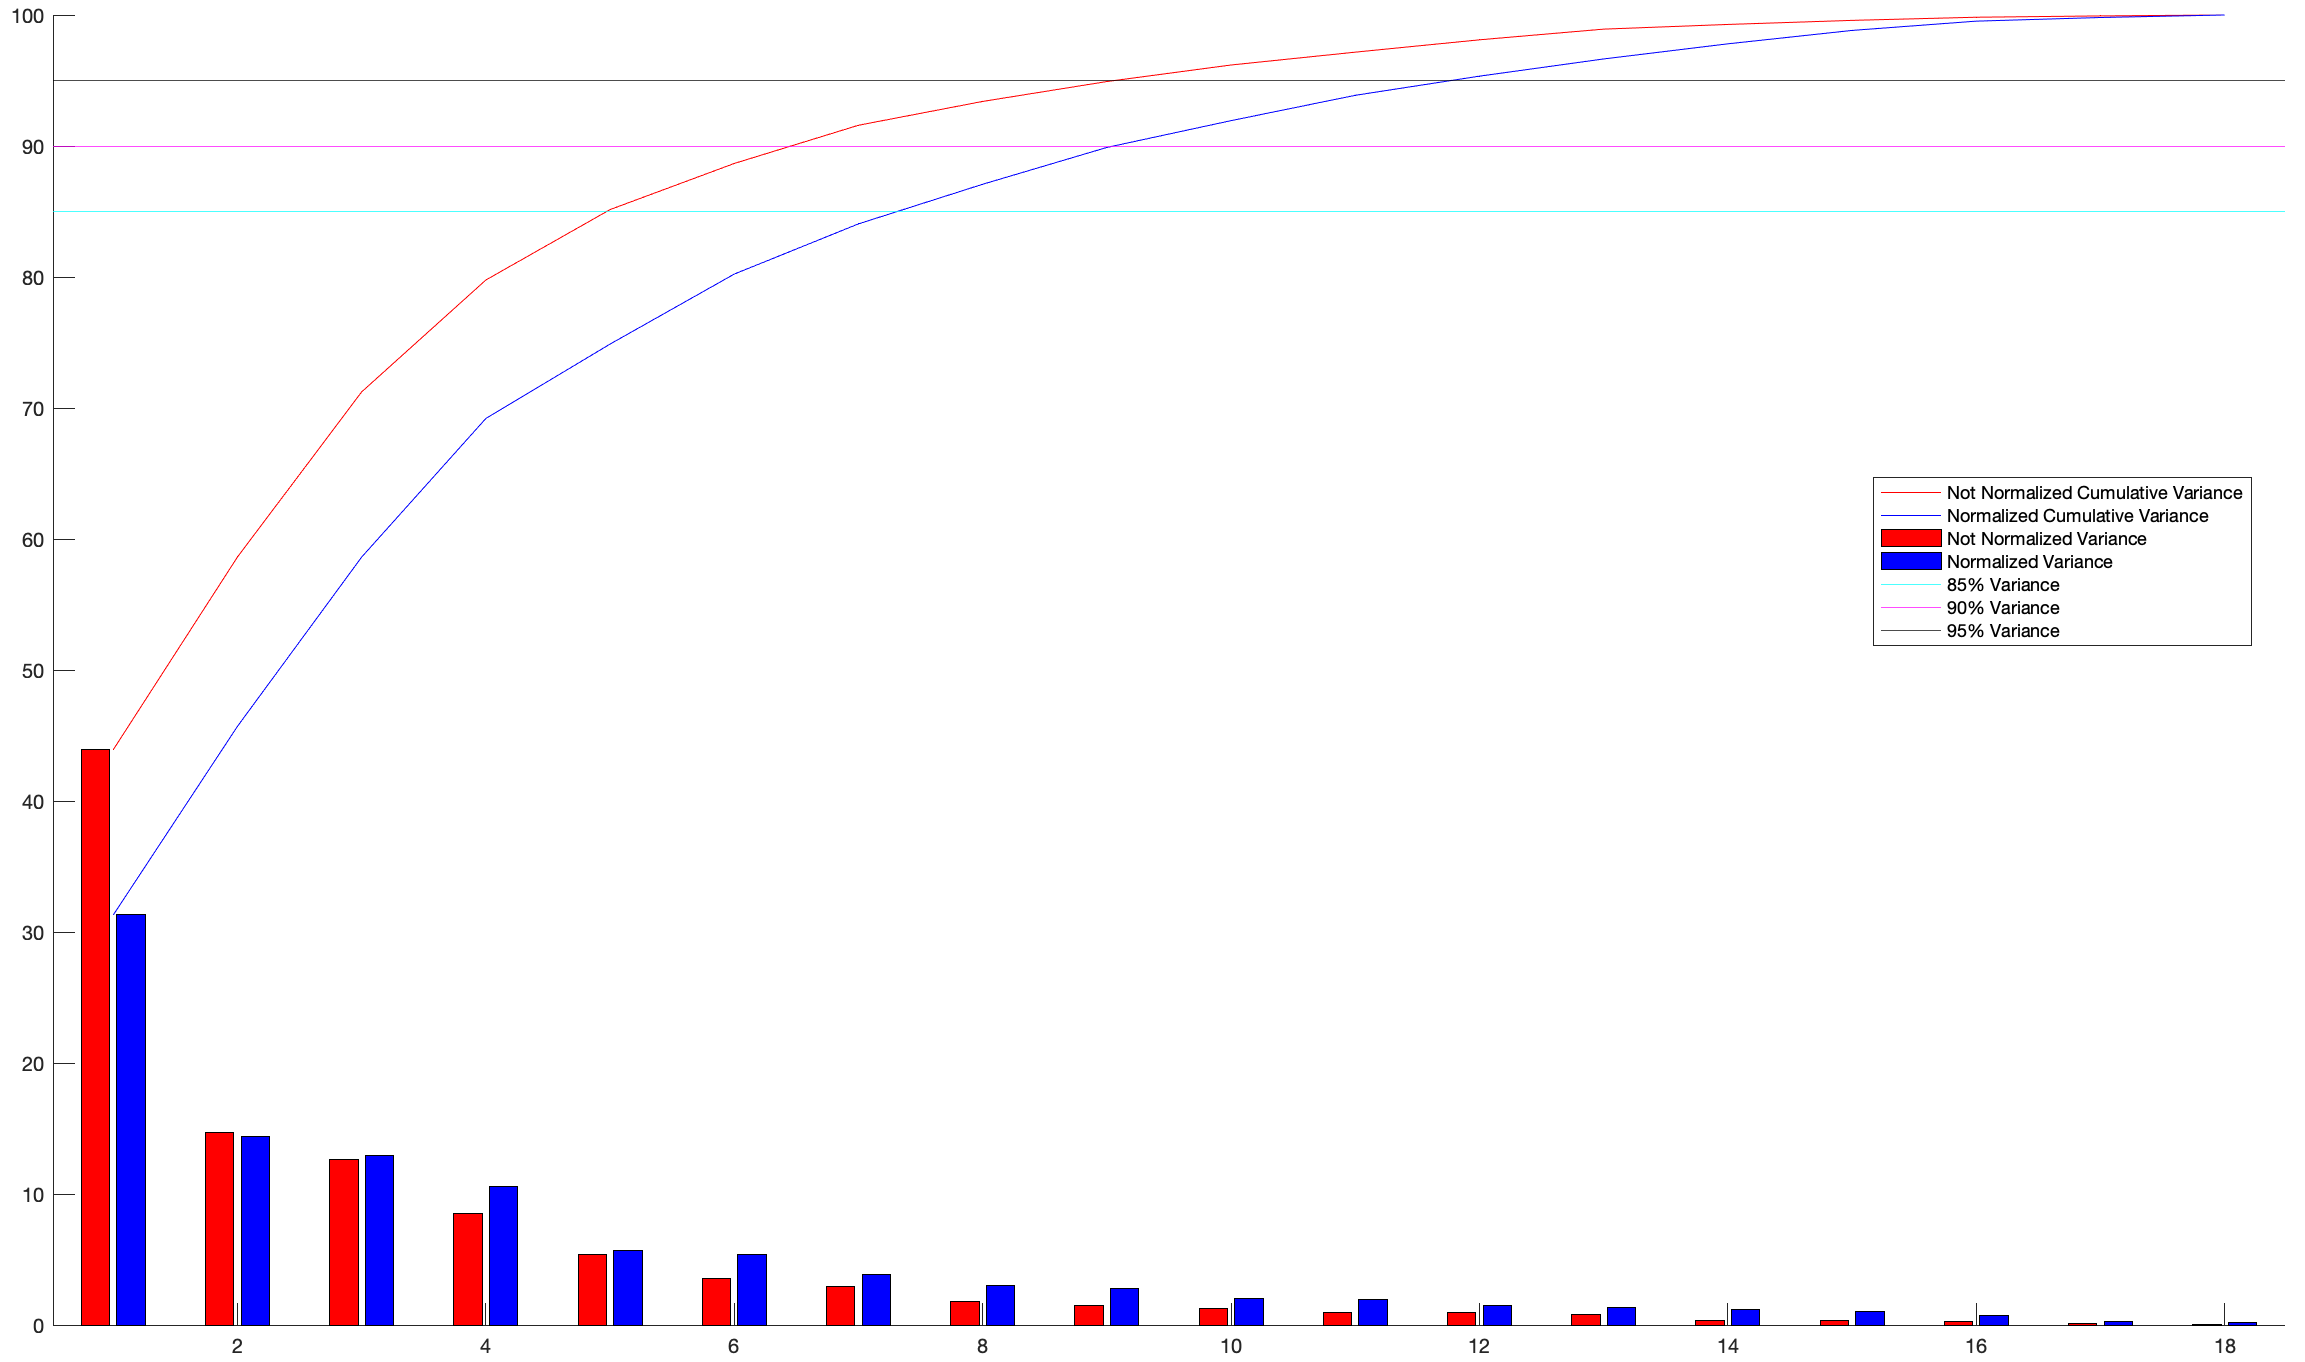 100
90
80
70
60
50
40
30
20
10
0
Not Normalized Cumulative Variance
Normalized Cumulative Variance
Not Normalized Variance
Normalized Variance
85% Variance
90% Variance
95% Variance
2 4 6 8 10 12 14 16 18